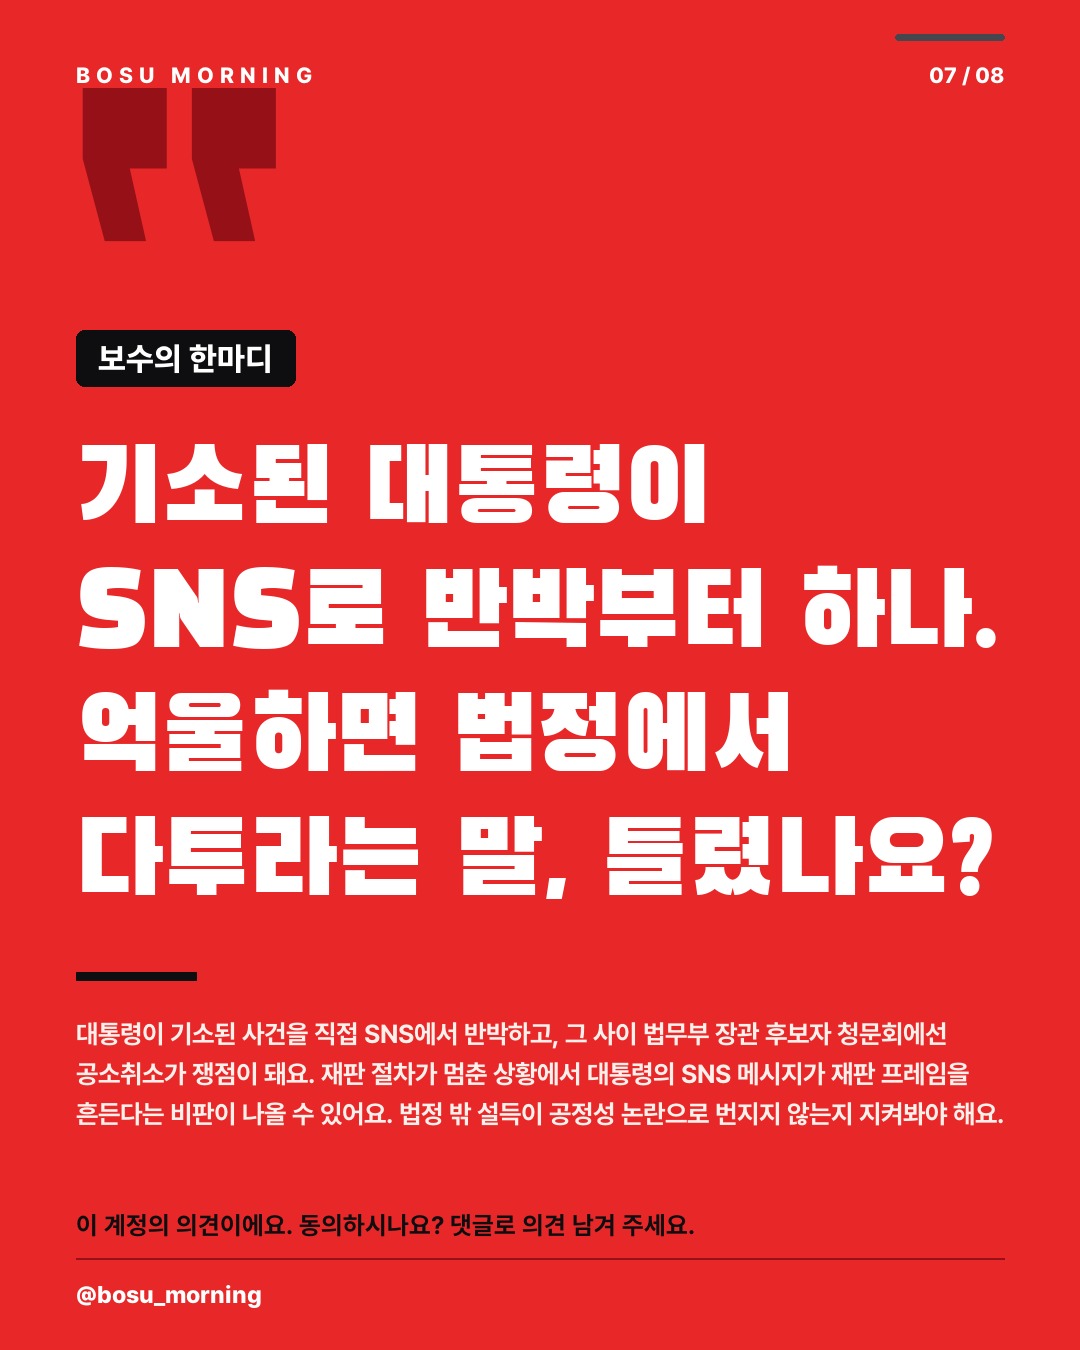 BOSU MORNING
07 / 08
보수의 한마디
기소된 대통령이
SNS로 반박부터 하나.
억울하면 법정에서
다투라는 말, 들렸나요?
대통령이 기소된 사건을 직접 SNS에서 반박하고, 그 사이 법무부 장관 후보자 청문회에선
공소취소가 쟁점이 돼요. 재판 절차가 멈춘 상황에서 대통령의 SNS 메시지가 재판 프레임을
흔든다는 비판이 나올 수 있어요. 법정 밖 설득이 공정성 논란으로 번지지 않는지 지켜봐야 해요.
이 계정의 의견이에요. 동의하시나요? 댓글로 의견 남겨 주세요.
@bosu_morning